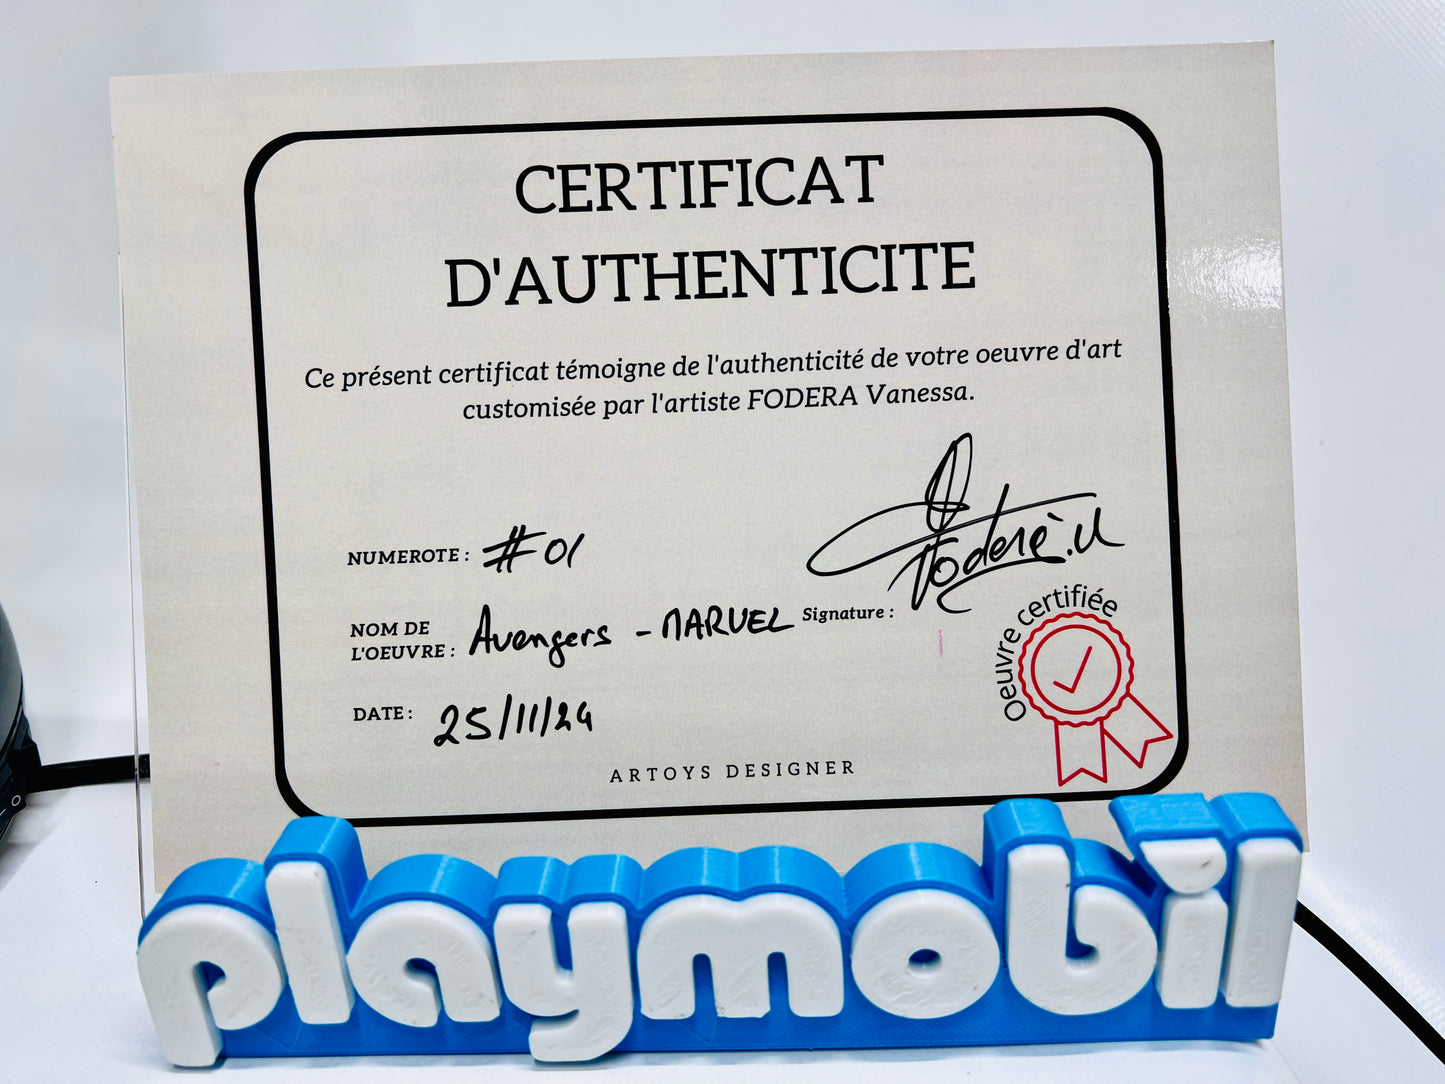 CERTIFICAT
D'AUTHENTICITE
Ce présent certificat témoigne de l'authenticité de votre oeuvre d'art
customisée par l'artiste FODERA Vanessa.
NUMEROTE : #01
NOM DE
L'OEUVRE : Avengers - MARVEL
Signature : Foderà.V
Oeuvre certifiée
DATE : 25/11/24
ARTOYS DESIGNER
playmobil